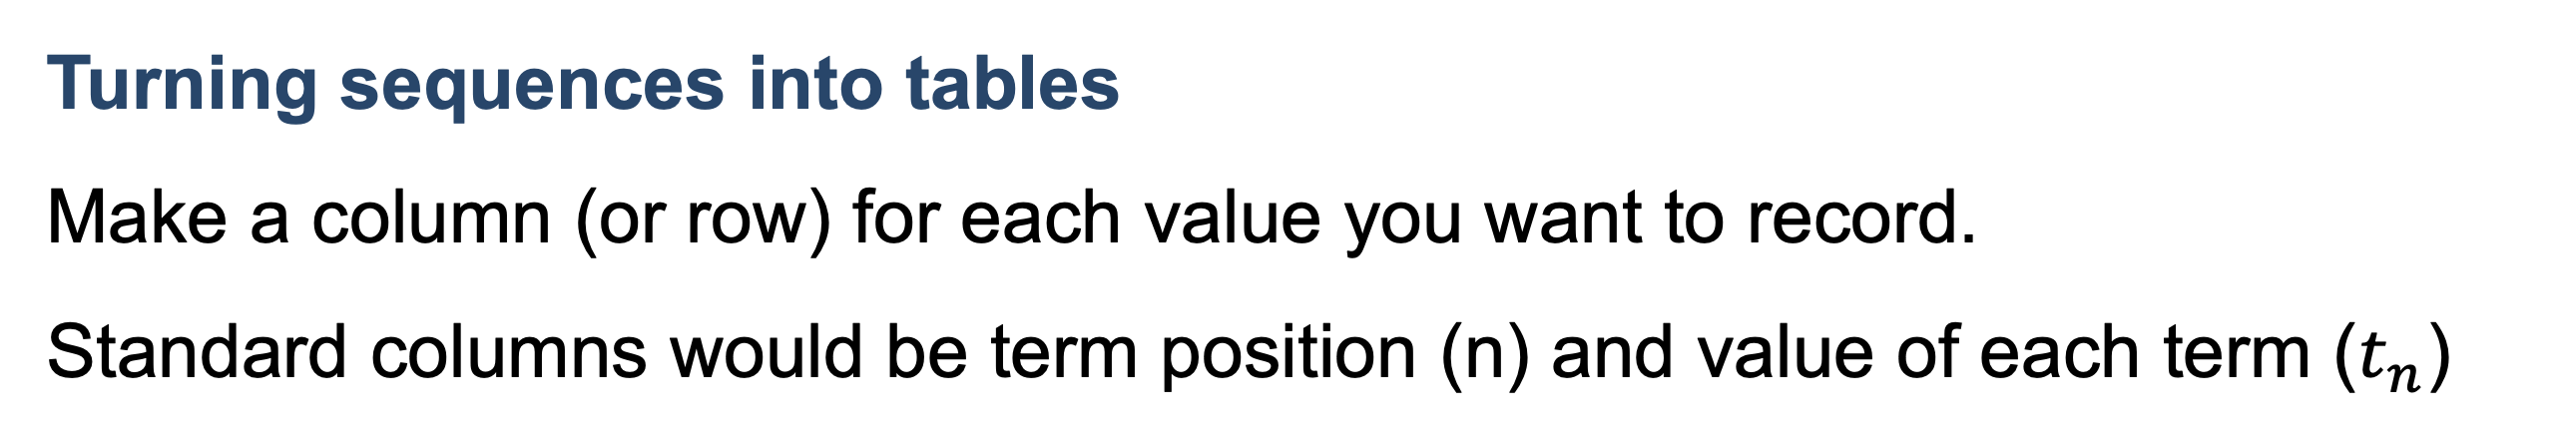 Turning sequences into tables
Make a column (or row) for each value you want to record.
Standard columns would be term position (n) and value of each term (tₙ)